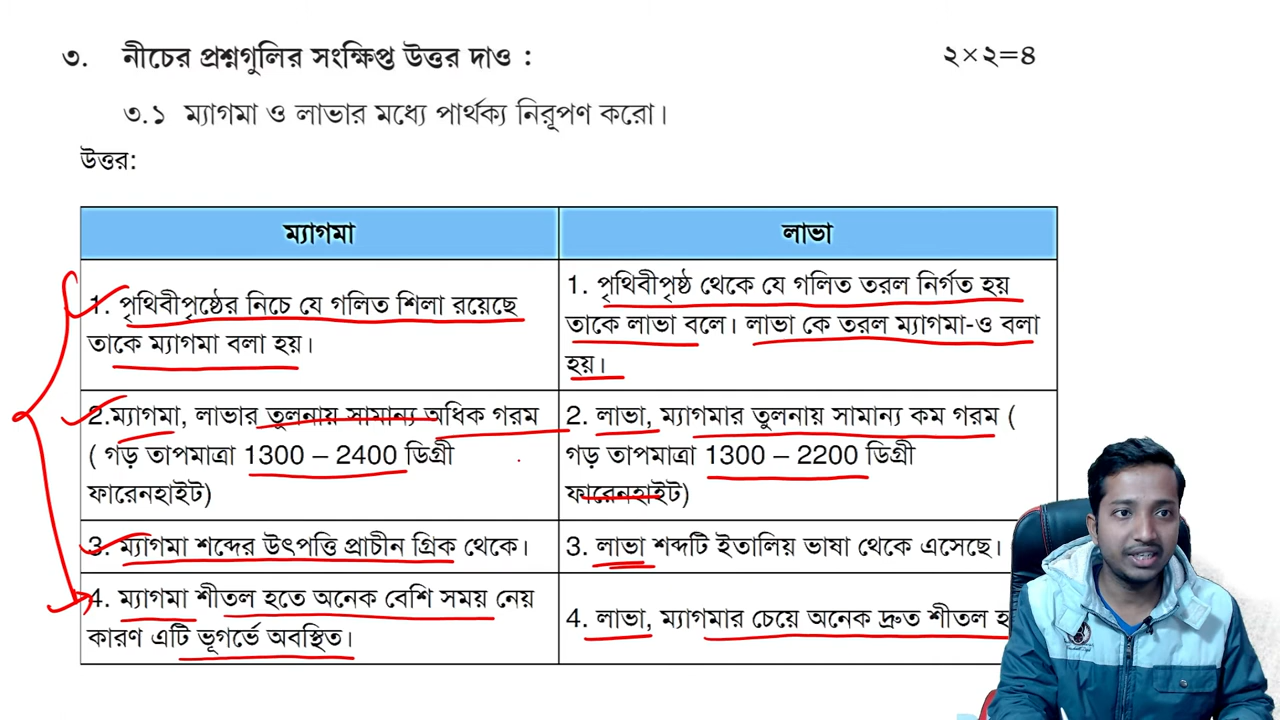 ৩. নীচের প্রশ্নগুলির সংক্ষিপ্ত উত্তর দাও : ২×২=৪
৩.১ ম্যাগমা ও লাভার মধ্যে পার্থক্য নিরূপণ করো।
উত্তর:
ম্যাগমা
লাভা
1. পৃথিবীপৃষ্ঠের নিচে যে গলিত শিলা রয়েছে
তাকে ম্যাগমা বলা হয়।
1. পৃথিবীপৃষ্ঠ থেকে যে গলিত তরল নির্গত হয়
তাকে লাভা বলে। লাভা কে তরল ম্যাগমা-ও বলা
হয়।
2.ম্যাগমা, লাভার তুলনায় সামান্য অধিক গরম
( গড় তাপমাত্রা 1300 – 2400 ডিগ্রী
ফারেনহাইট)
2. লাভা, ম্যাগমার তুলনায় সামান্য কম গরম (
গড় তাপমাত্রা 1300 – 2200 ডিগ্রী
ফারেনহাইট)
3. ম্যাগমা শব্দের উৎপত্তি প্রাচীন গ্রিক থেকে।
3. লাভা শব্দটি ইতালিয় ভাষা থেকে এসেছে।
4. ম্যাগমা শীতল হতে অনেক বেশি সময় নেয়
কারণ এটি ভূগর্ভে অবস্থিত।
4. লাভা, ম্যাগমার চেয়ে অনেক দ্রুত শীতল